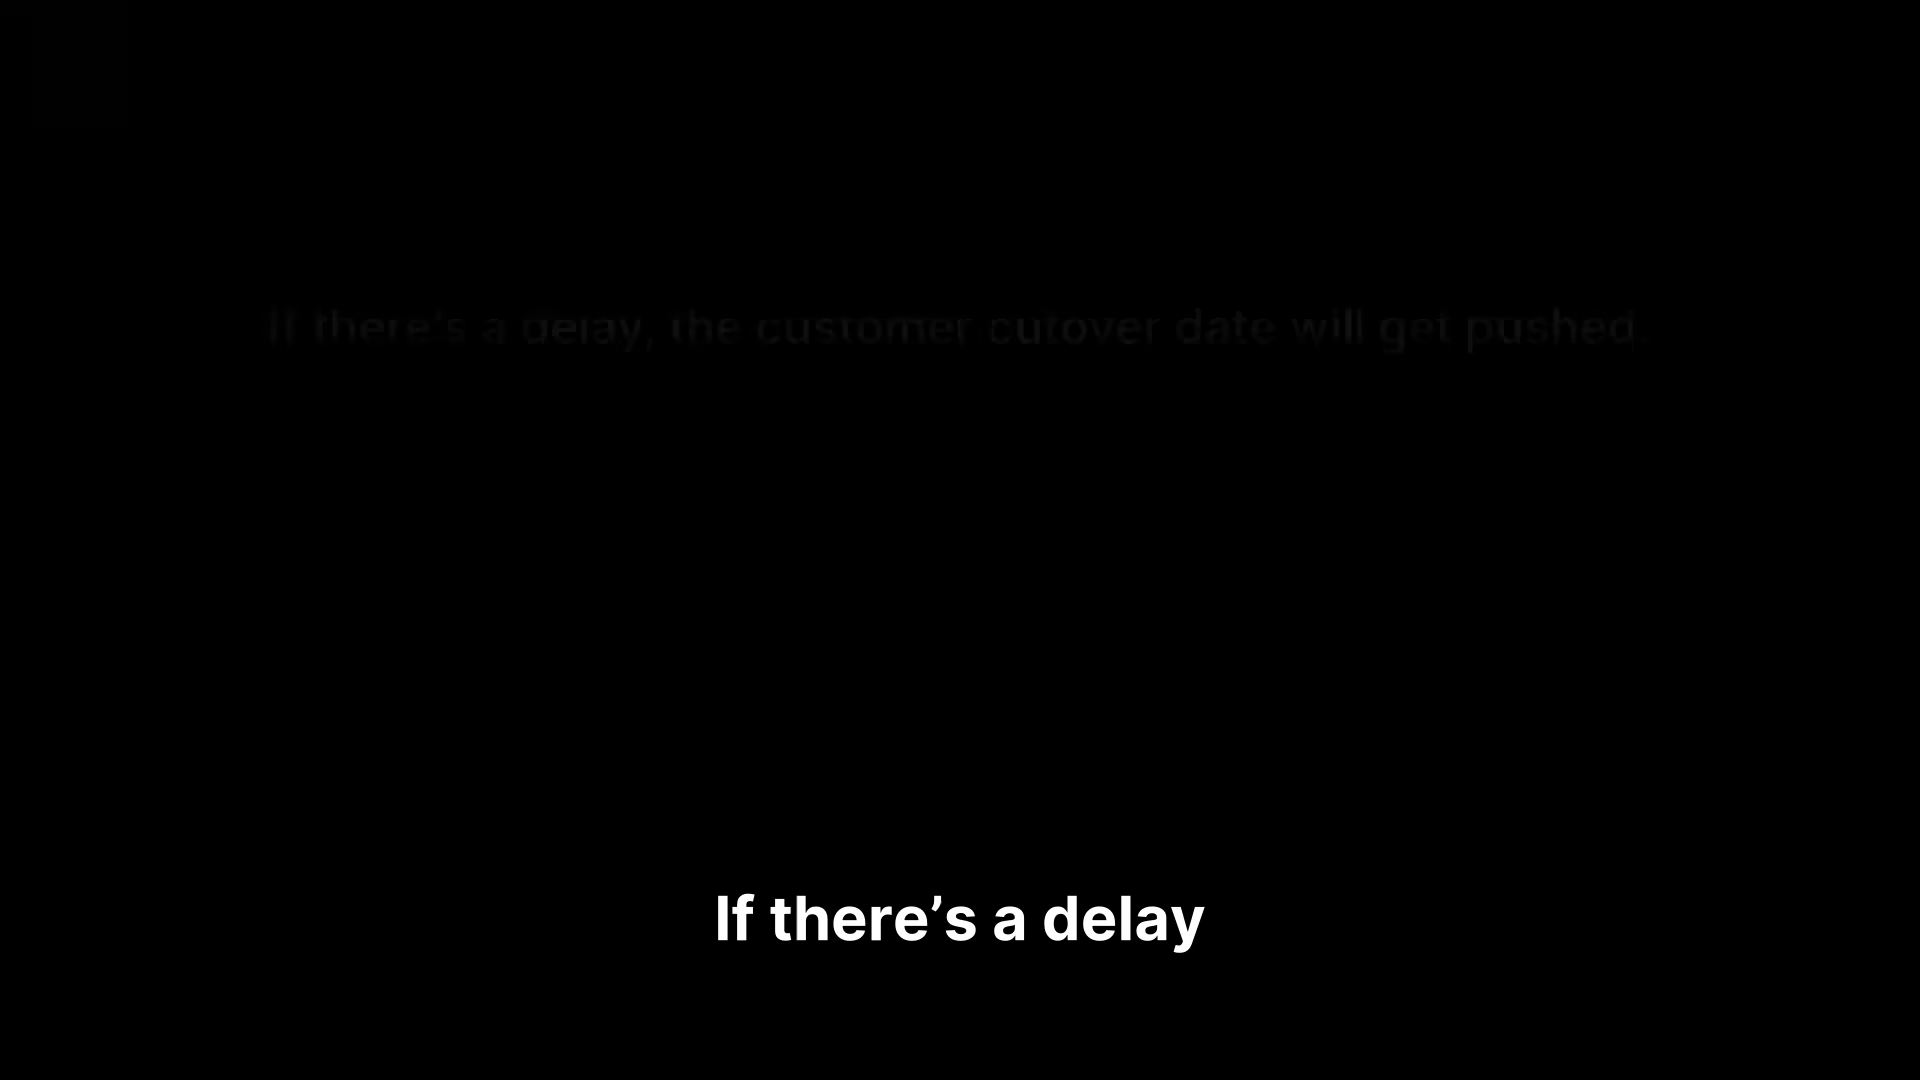 If there's a delay, the customer cutover date will get pushed.
If there’s a delay